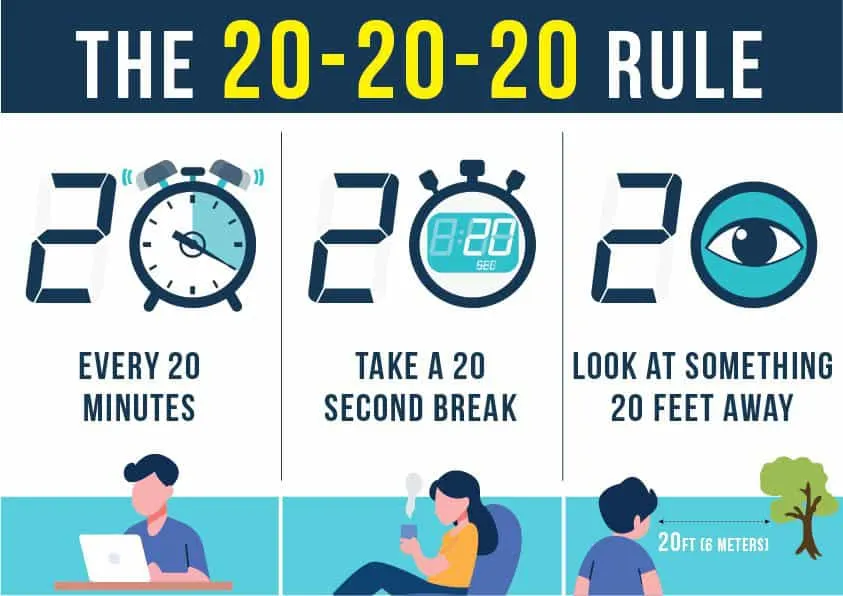 THE 20-20-20 RULE
20
20
:20
SEC
20
EVERY 20
MINUTES
TAKE A 20
SECOND BREAK
LOOK AT SOMETHING
20 FEET AWAY
20FT (6 METERS)